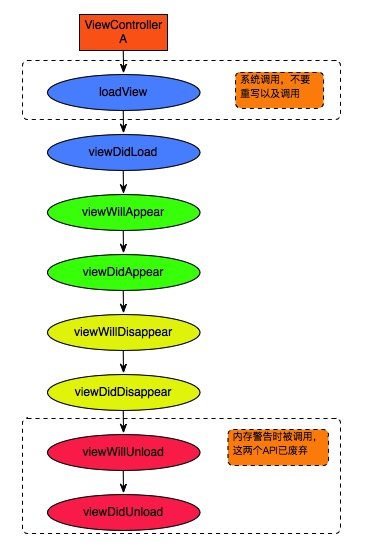 ViewController
A
loadView
系统调用，不要
重写以及调用
viewDidLoad
viewWillAppear
viewDidAppear
viewWillDisappear
viewDidDisappear
内存警告时被调用，
这两个API已废弃
viewWillUnload
viewDidUnload